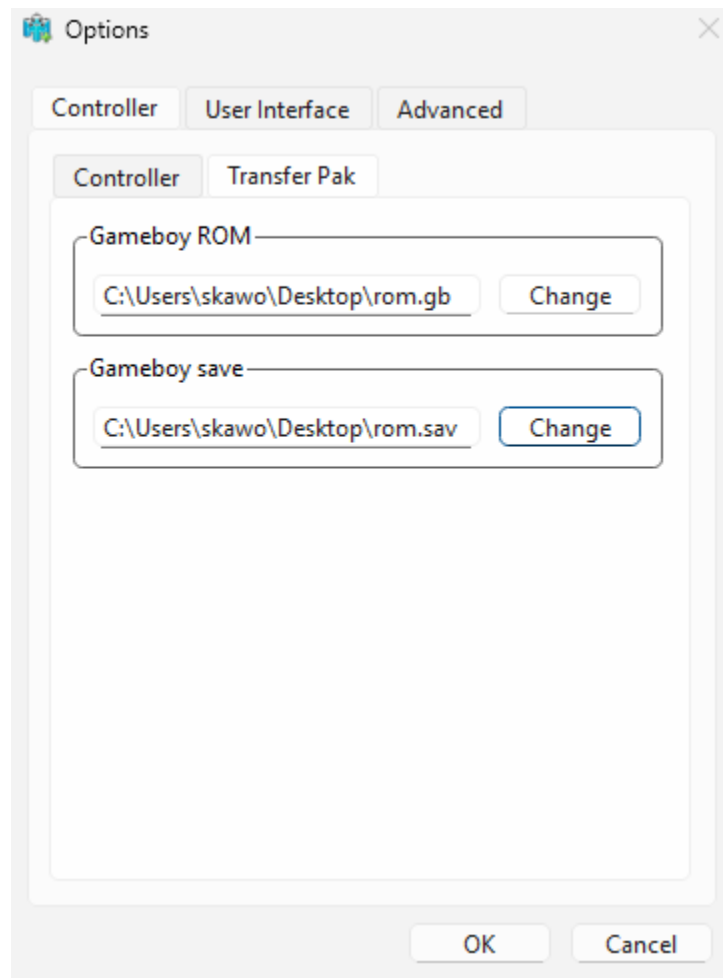 Options
Controller User Interface Advanced
Controller Transfer Pak
Gameboy ROM
C:\Users\skawo\Desktop\rom.gb Change
Gameboy save
C:\Users\skawo\Desktop\rom.sav Change
OK Cancel